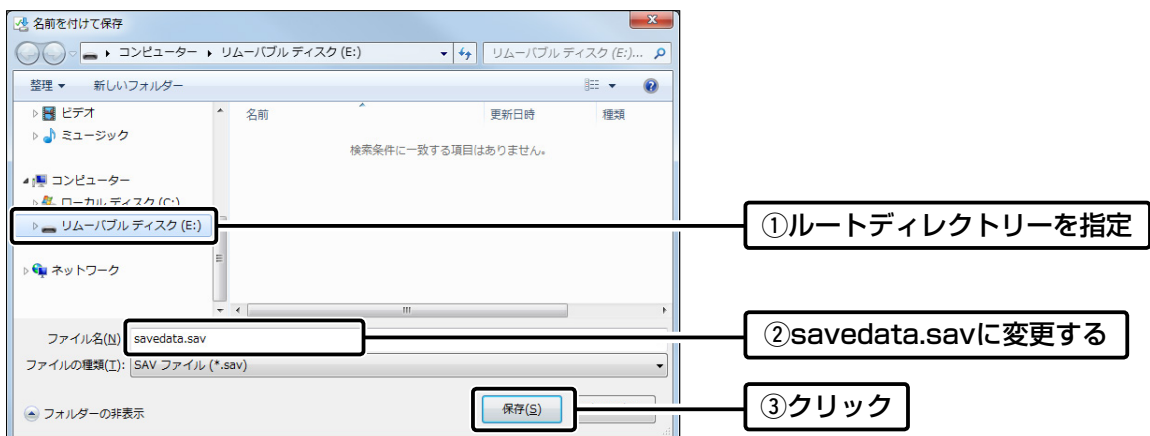 名前を付けて保存
コンピューター ▸ リムーバブル ディスク (E:)
リムーバブル ディスク (E:)...
整理 ▼ 新しいフォルダー
ビデオ
ミュージック
コンピューター
ローカル ディスク (C:)
リムーバブル ディスク (E:)
ネットワーク
名前 更新日時 種類
検索条件に一致する項目はありません。
ファイル名(N) savedata.sav
ファイルの種類(T): SAV ファイル (*.sav)
フォルダーの非表示
保存(S)
①ルートディレクトリーを指定
②savedata.savに変更する
③クリック